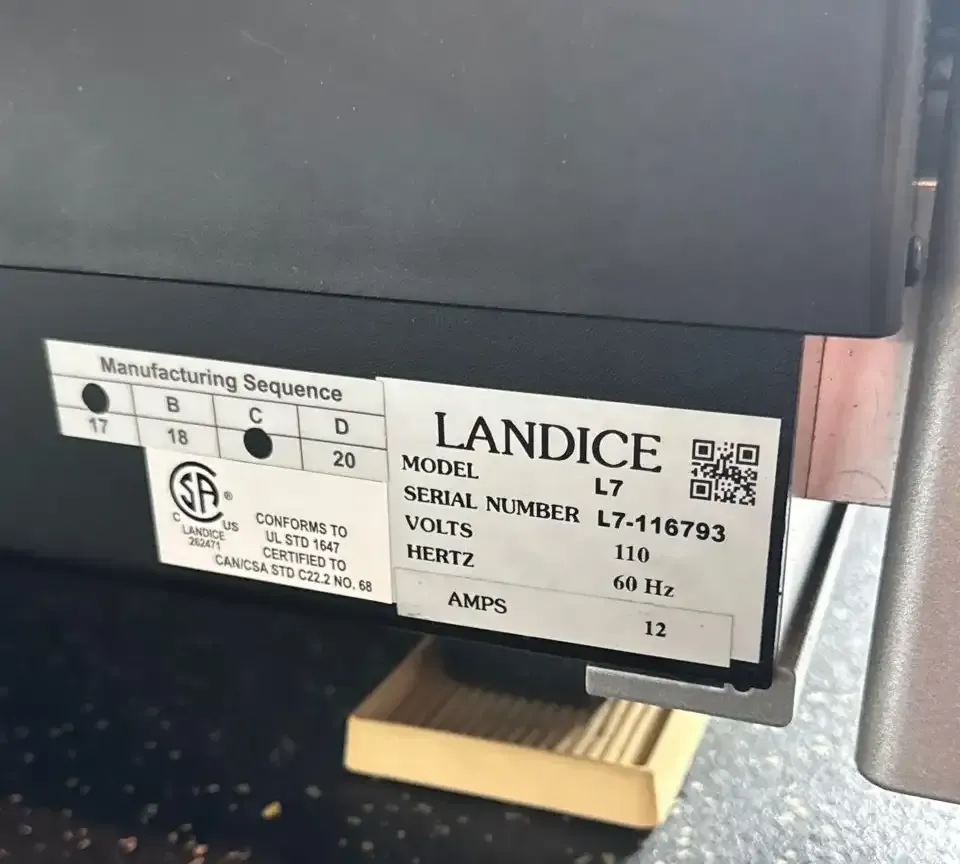 Manufacturing Sequence
B C D
17 18 20
CSA ®
C US
LANDICE
262471
CONFORMS TO
UL STD 1647
CERTIFIED TO
CAN/CSA STD C22.2 NO. 68
LANDICE
MODEL L7
SERIAL NUMBER L7-116793
VOLTS 110
HERTZ 60 Hz
AMPS 12